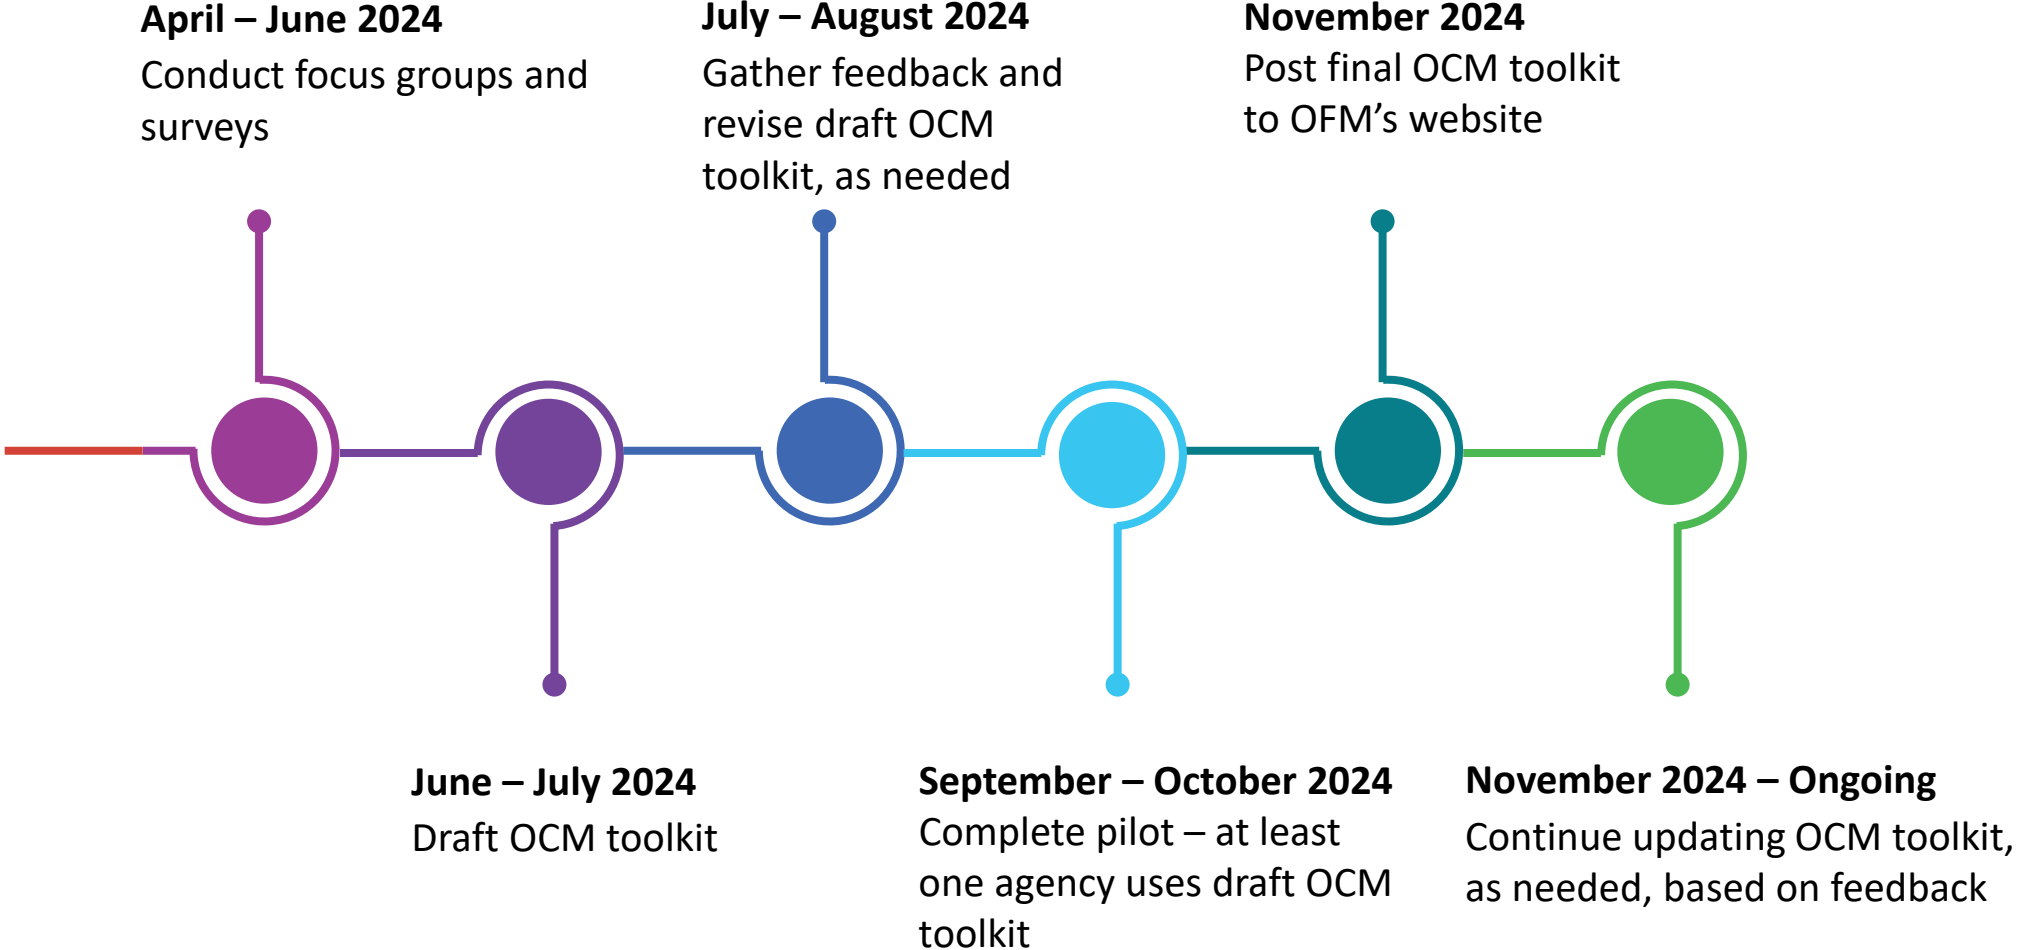 April – June 2024
Conduct focus groups and
surveys
June – July 2024
Draft OCM toolkit
July – August 2024
Gather feedback and
revise draft OCM
toolkit, as needed
September – October 2024
Complete pilot – at least
one agency uses draft OCM
toolkit
November 2024
Post final OCM toolkit
to OFM’s website
November 2024 – Ongoing
Continue updating OCM toolkit,
as needed, based on feedback